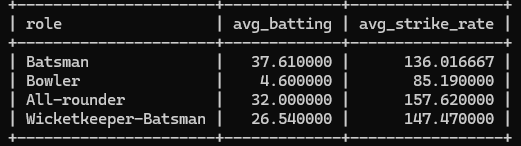 | role | avg_batting | avg_strike_rate |
| Batsman | 37.610000 | 136.016667 |
| Bowler | 4.600000 | 85.190000 |
| All-rounder | 32.000000 | 157.620000 |
| Wicketkeeper-Batsman | 26.540000 | 147.470000 |